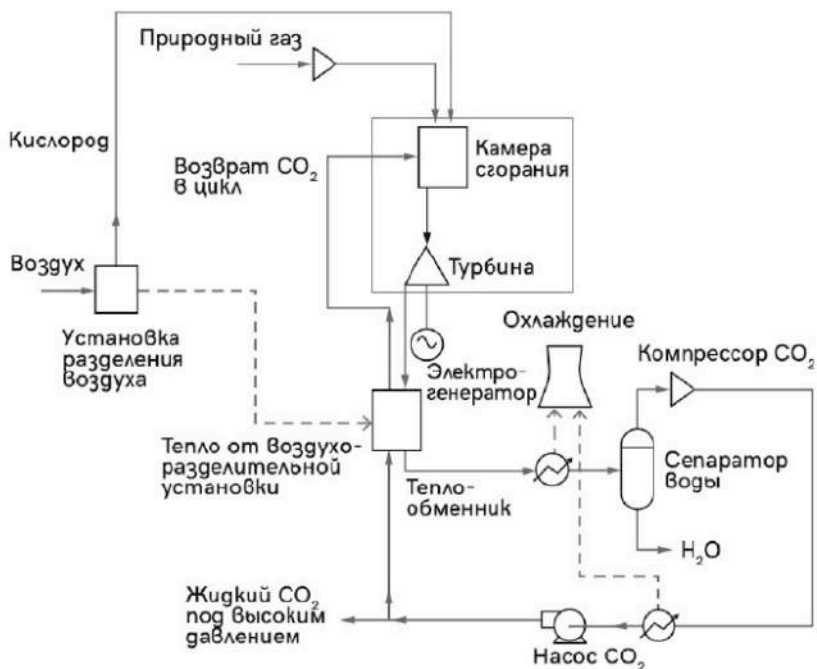 Природный газ
Кислород
Возврат CO₂
в цикл
Камера
сгорания
Воздух
Турбина
Установка
разделения
воздуха
Охлаждение
Электро-
генератор
Компрессор CO₂
Тепло от воздухо-
разделительной
установки
Тепло-
обменник
Сепаратор
воды
H₂O
Жидкий CO₂
под высоким
давлением
Насос CO₂